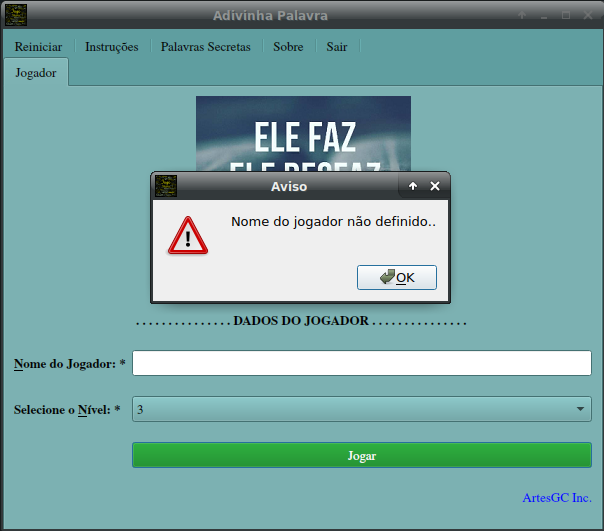 Adivinha Palavra
Reiniciar Instruções Palavras Secretas Sobre Sair
Jogador
ELE FAZ
ELE DESFAZ
Aviso
Nome do jogador não definido..
OK
. . . . . . . . . . . . . . . DADOS DO JOGADOR . . . . . . . . . . . . . . .
Nome do Jogador: *
Selecione o Nível: * 3
Jogar
ArtesGC Inc.